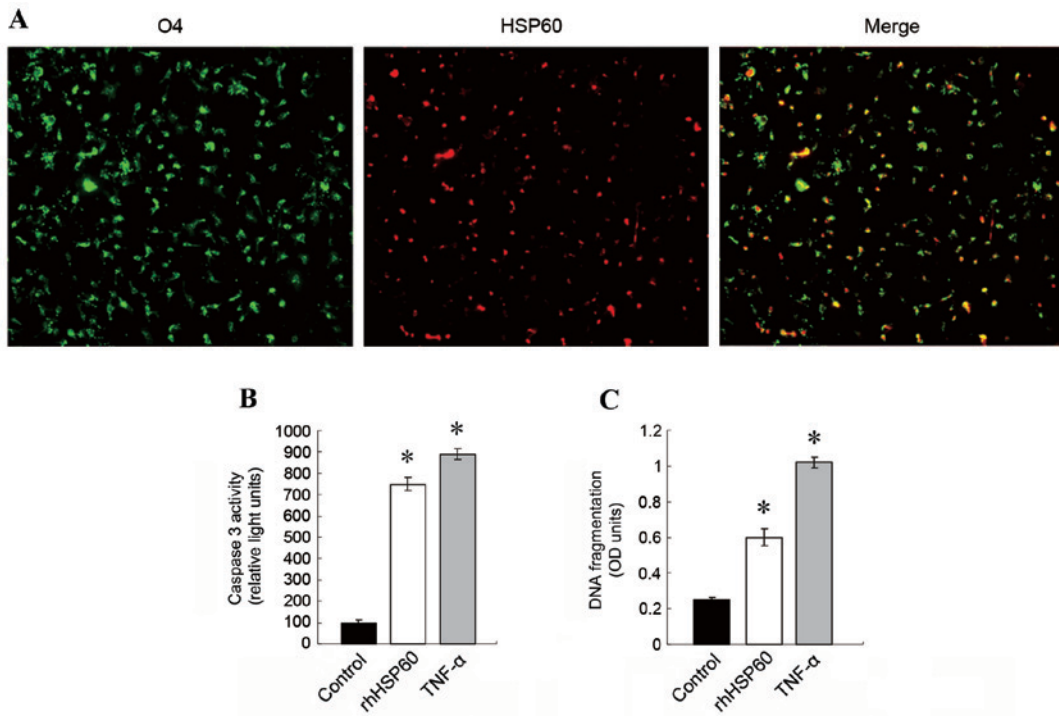 A
O4
HSP60
Merge
B
Caspase 3 activity
(relative light units)
1000
900
800
700
600
500
400
300
200
100
0
*
*
Control
rhHSP60
TNF-α
C
DNA fragmentation
(OD units)
1.2
1
0.8
0.6
0.4
0.2
0
*
*
Control
rhHSP60
TNF-α